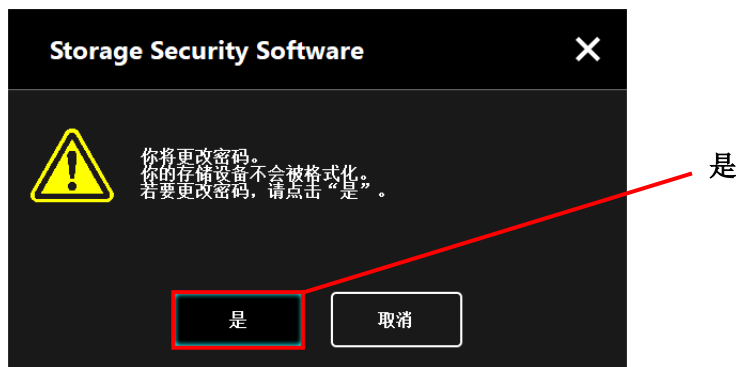 Storage Security Software
你将更改密码。
你的存储设备不会被格式化。
若要更改密码，请点击“是”。
是
是
取消